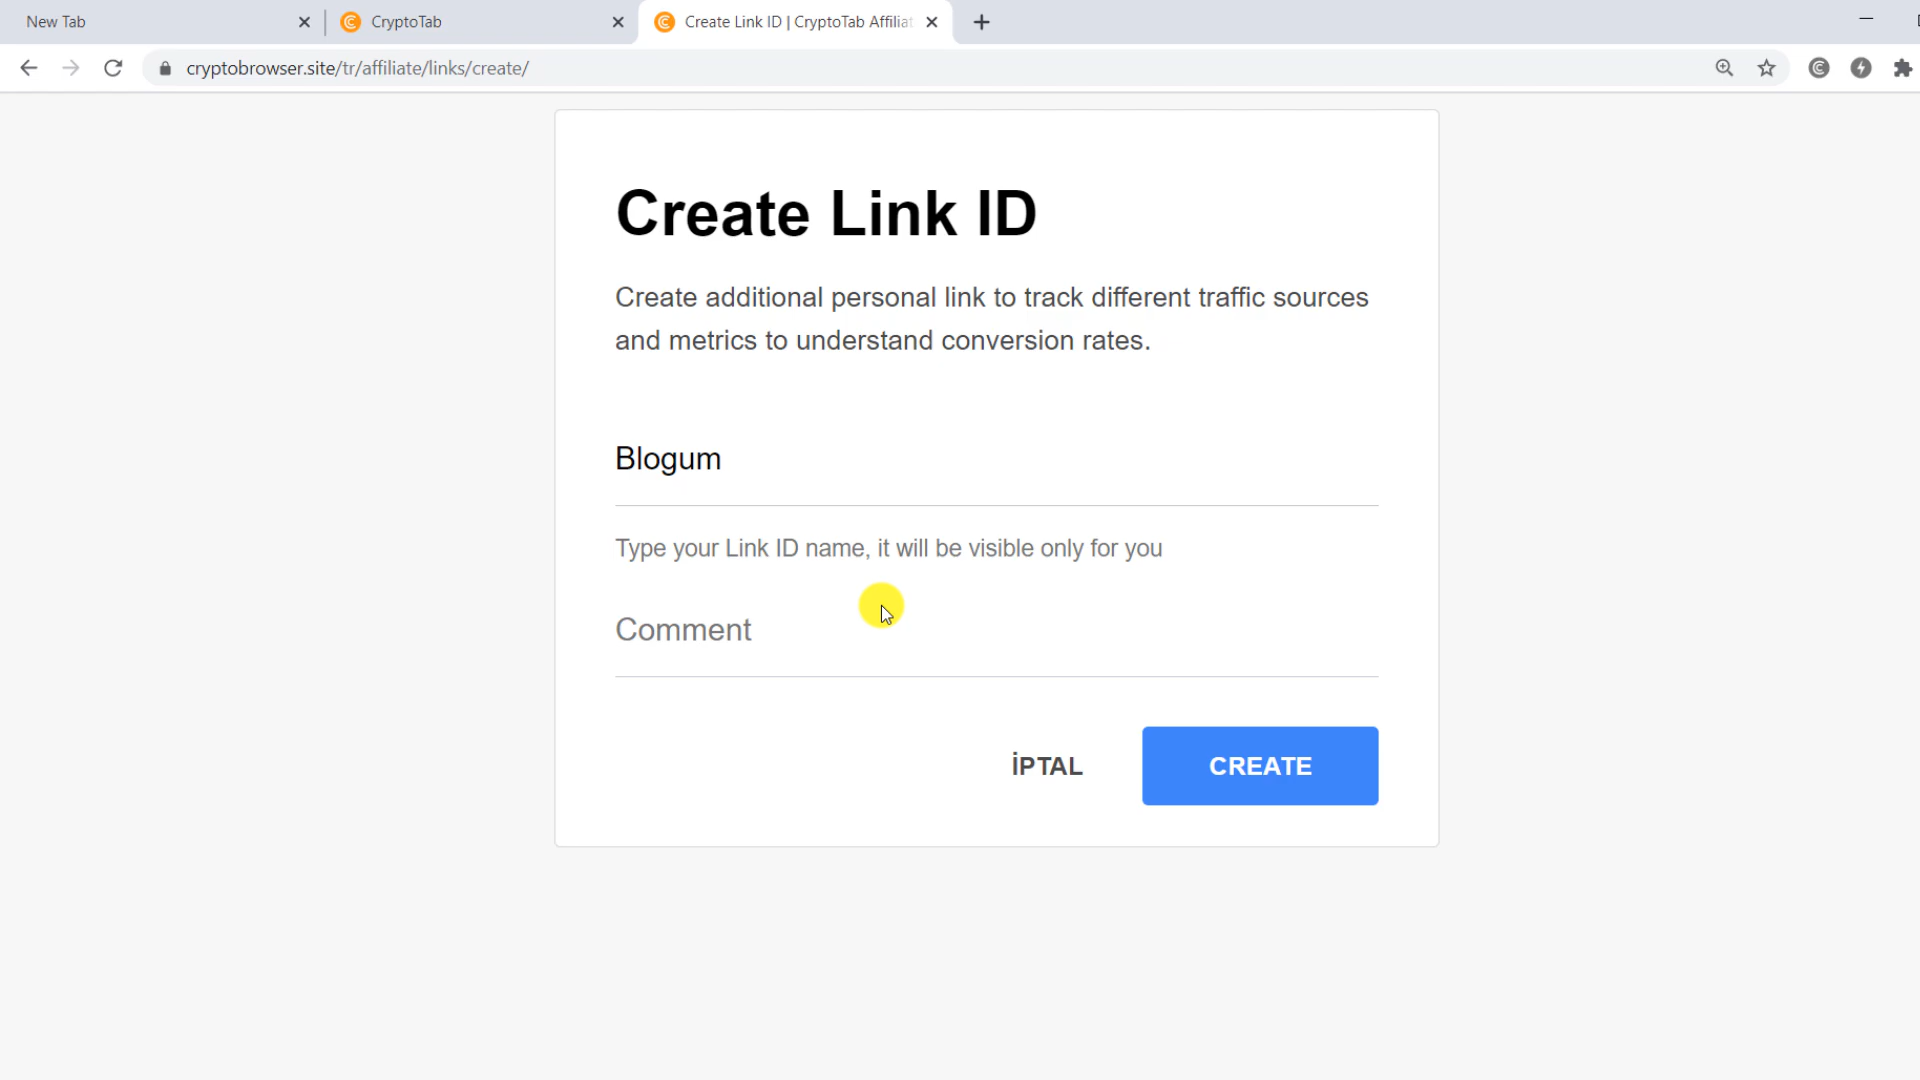 New Tab
CryptoTab
Create Link ID | CryptoTab Affiliat
cryptobrowser.site/tr/affiliate/links/create/
Create Link ID
Create additional personal link to track different traffic sources
and metrics to understand conversion rates.
Blogum
Type your Link ID name, it will be visible only for you
Comment
İPTAL
CREATE